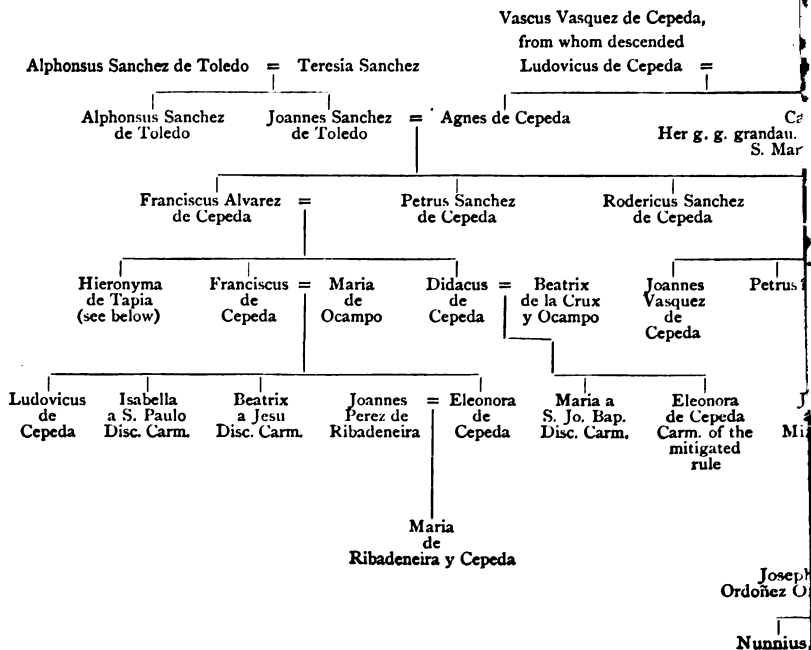 Vascus Vasquez de Cepeda,
from whom descended
Alphonsus Sanchez de Toledo = Teresia Sanchez
Ludovicus de Cepeda =
Alphonsus Sanchez
de Toledo
Joannes Sanchez
de Toledo
=
Agnes de Cepeda
Her g. g. grandau.
S. Mar
Franciscus Alvarez
de Cepeda
=
Petrus Sanchez
de Cepeda
Rodericus Sanchez
de Cepeda
Hieronyma
de Tapia
(see below)
Franciscus
de
Cepeda
=
Maria
de
Ocampo
Didacus
de
Cepeda
=
Beatrix
de la Crux
y Ocampo
Joannes
Vasquez
de
Cepeda
Petrus
Ludovicus
de
Cepeda
Isabella
a S. Paulo
Disc. Carm.
Beatrix
a Jesu
Disc. Carm.
Joannes
Perez de
Ribadeneira
=
Eleonora
de
Cepeda
Maria a
S. Jo. Bap.
Disc. Carm.
Eleonora
de Cepeda
Carm. of the
mitigated
rule
Maria
de
Ribadeneira y Cepeda
Joseph
Ordoñez
Nunnius